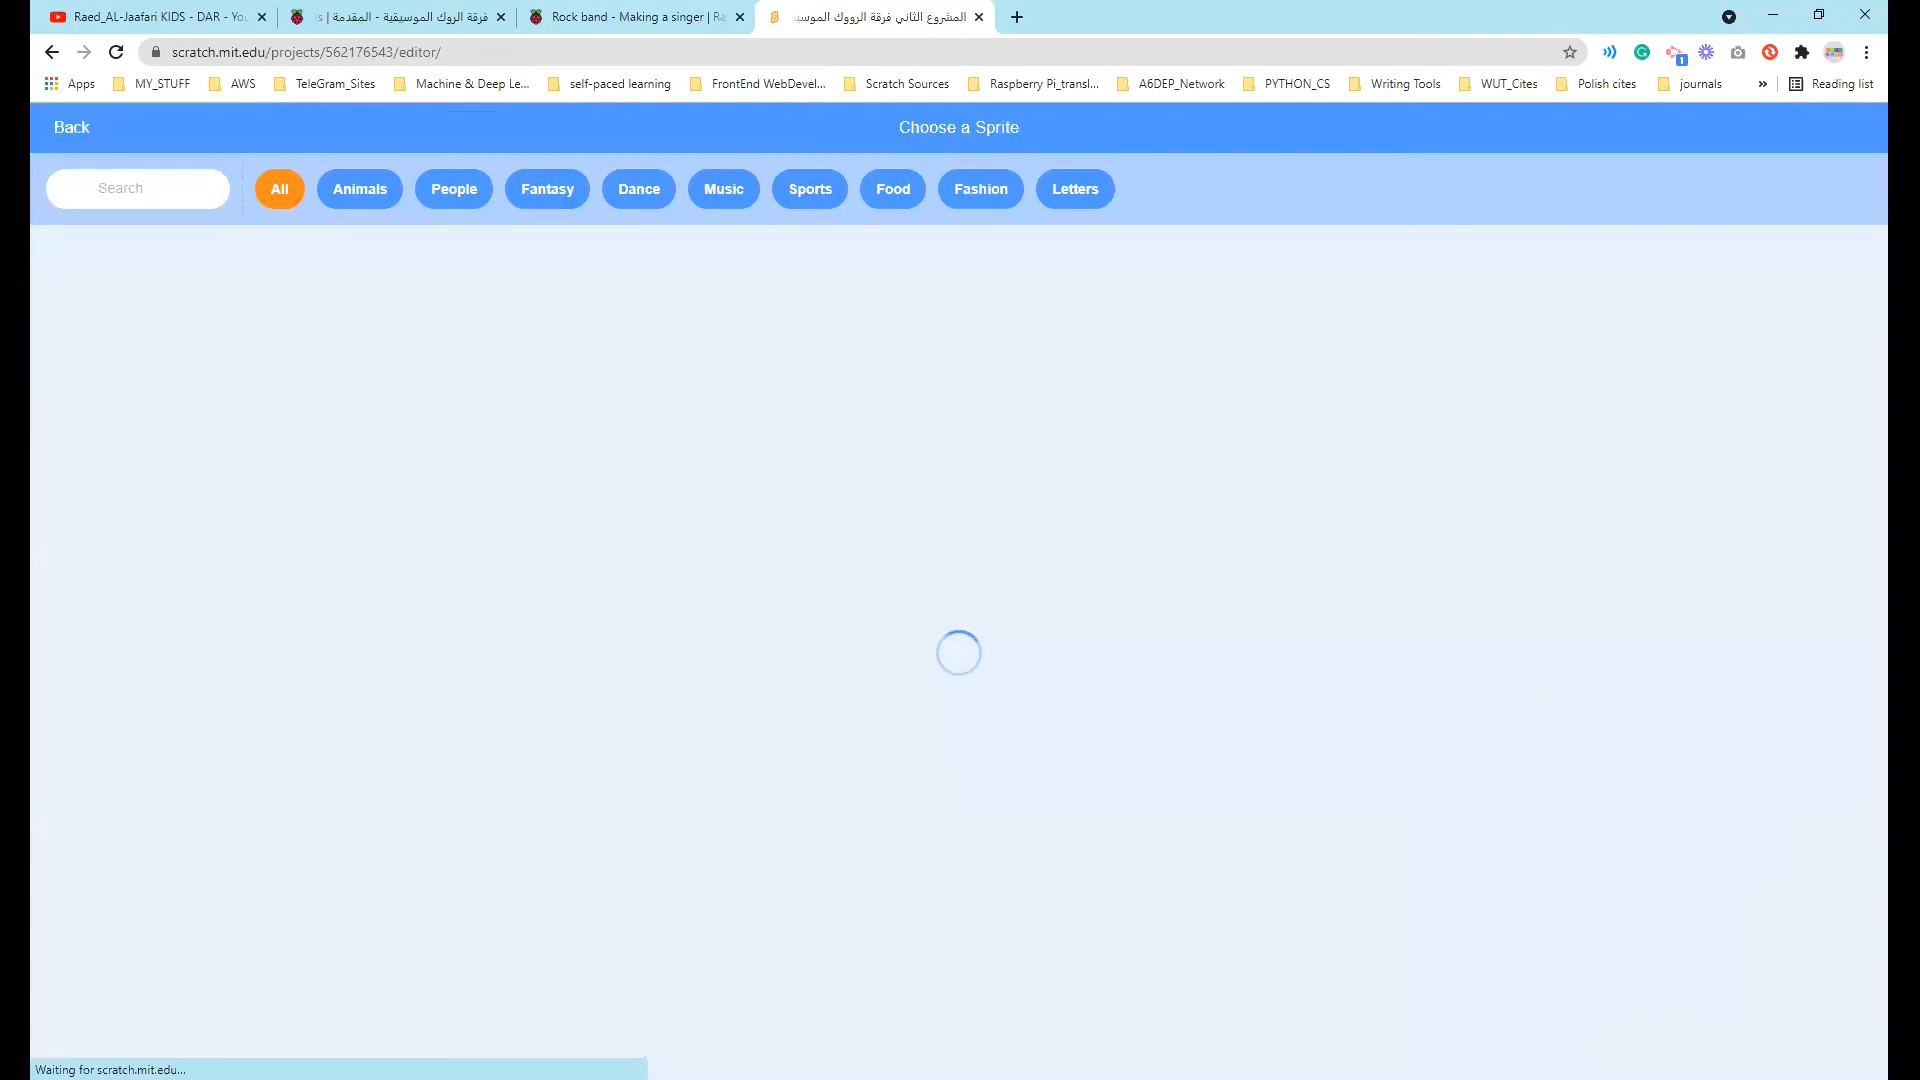 Raed_AL-Jaafari KIDS - DAR - You
فرقة الروك الموسيقية - المقدمة | s
Rock band - Making a singer | Ra
المشروع الثاني فرقة الرووك الموسي
scratch.mit.edu/projects/562176543/editor/
1
Apps MY_STUFF AWS TeleGram_Sites Machine & Deep Le... self-paced learning FrontEnd WebDevel... Scratch Sources Raspberry Pi_transl... A6DEP_Network PYTHON_CS Writing Tools WUT_Cites Polish cites journals » Reading list
Back Choose a Sprite
Search All Animals People Fantasy Dance Music Sports Food Fashion Letters
Waiting for scratch.mit.edu...